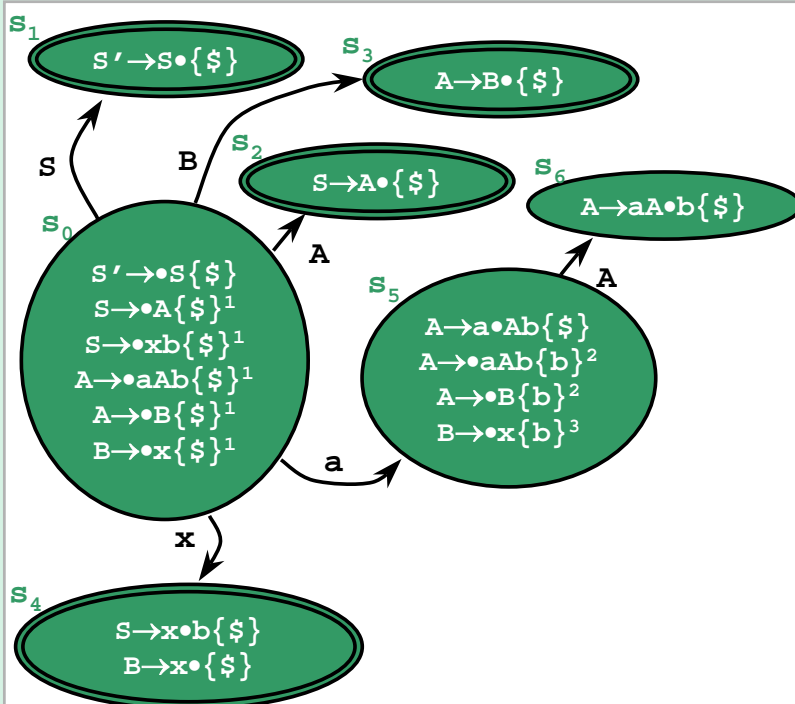 s₁
S'→S•{$}
s₃
A→B•{$}
S
B
s₂
S→A•{$}
A
s₆
A→aA•b{$}
A
s₀
S'→•S{$}
S→•A{$}¹
S→•xb{$}¹
A→•aAb{$}¹
A→•B{$}¹
B→•x{$}¹
s₅
A→a•Ab{$}
A→•aAb{b}²
A→•B{b}²
B→•x{b}³
a
x
s₄
S→x•b{$}
B→x•{$}